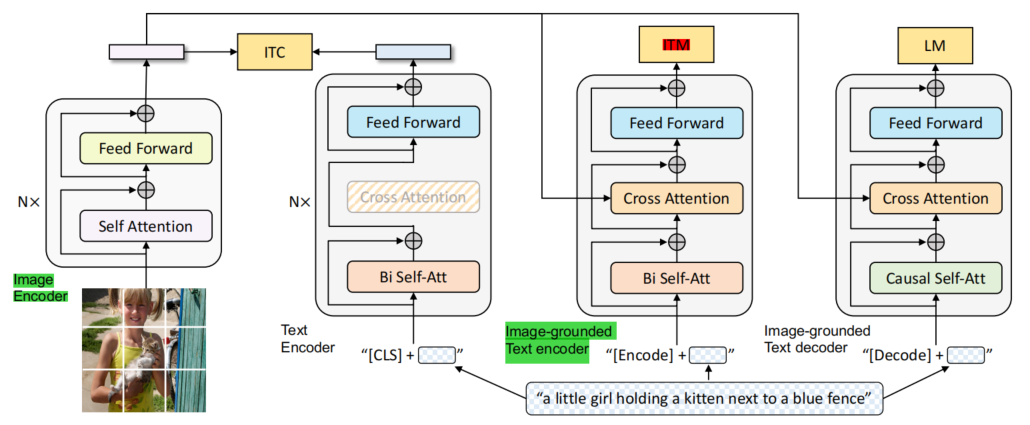 ITC
ITM
LM
Feed Forward
Self Attention
N×
Image
Encoder
Feed Forward
Cross Attention
Bi Self-Att
N×
Text
Encoder
“[CLS] + ”
Feed Forward
Cross Attention
Bi Self-Att
Image-grounded
Text encoder
“[Encode] + ”
Feed Forward
Cross Attention
Causal Self-Att
Image-grounded
Text decoder
“[Decode] + ”
“a little girl holding a kitten next to a blue fence”